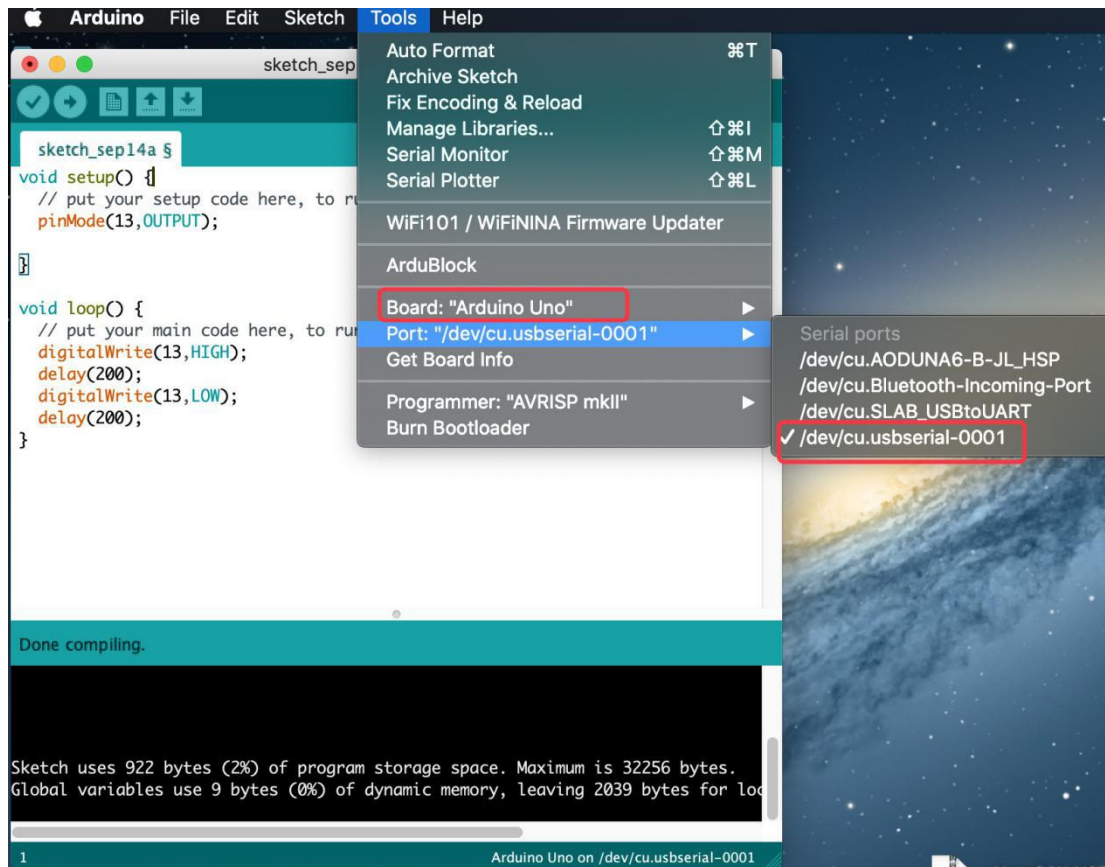 Arduino File Edit Sketch Tools Help
sketch_sep
sketch_sep14a §
void setup() {
// put your setup code here, to ru
pinMode(13,OUTPUT);
}
void loop() {
// put your main code here, to rur
digitalWrite(13,HIGH);
delay(200);
digitalWrite(13,LOW);
delay(200);
}
Auto Format ⌘T
Archive Sketch
Fix Encoding & Reload
Manage Libraries... ⇧⌘I
Serial Monitor ⇧⌘M
Serial Plotter ⇧⌘L
WiFi101 / WiFiNINA Firmware Updater
ArduBlock
Board: "Arduino Uno"
Port: "/dev/cu.usbserial-0001"
Get Board Info
Programmer: "AVRISP mkII"
Burn Bootloader
Serial ports
/dev/cu.AODUNA6-B-JL_HSP
/dev/cu.Bluetooth-Incoming-Port
/dev/cu.SLAB_USBtoUART
✓ /dev/cu.usbserial-0001
Done compiling.
Sketch uses 922 bytes (2%) of program storage space. Maximum is 32256 bytes.
Global variables use 9 bytes (0%) of dynamic memory, leaving 2039 bytes for loc
1 Arduino Uno on /dev/cu.usbserial-0001